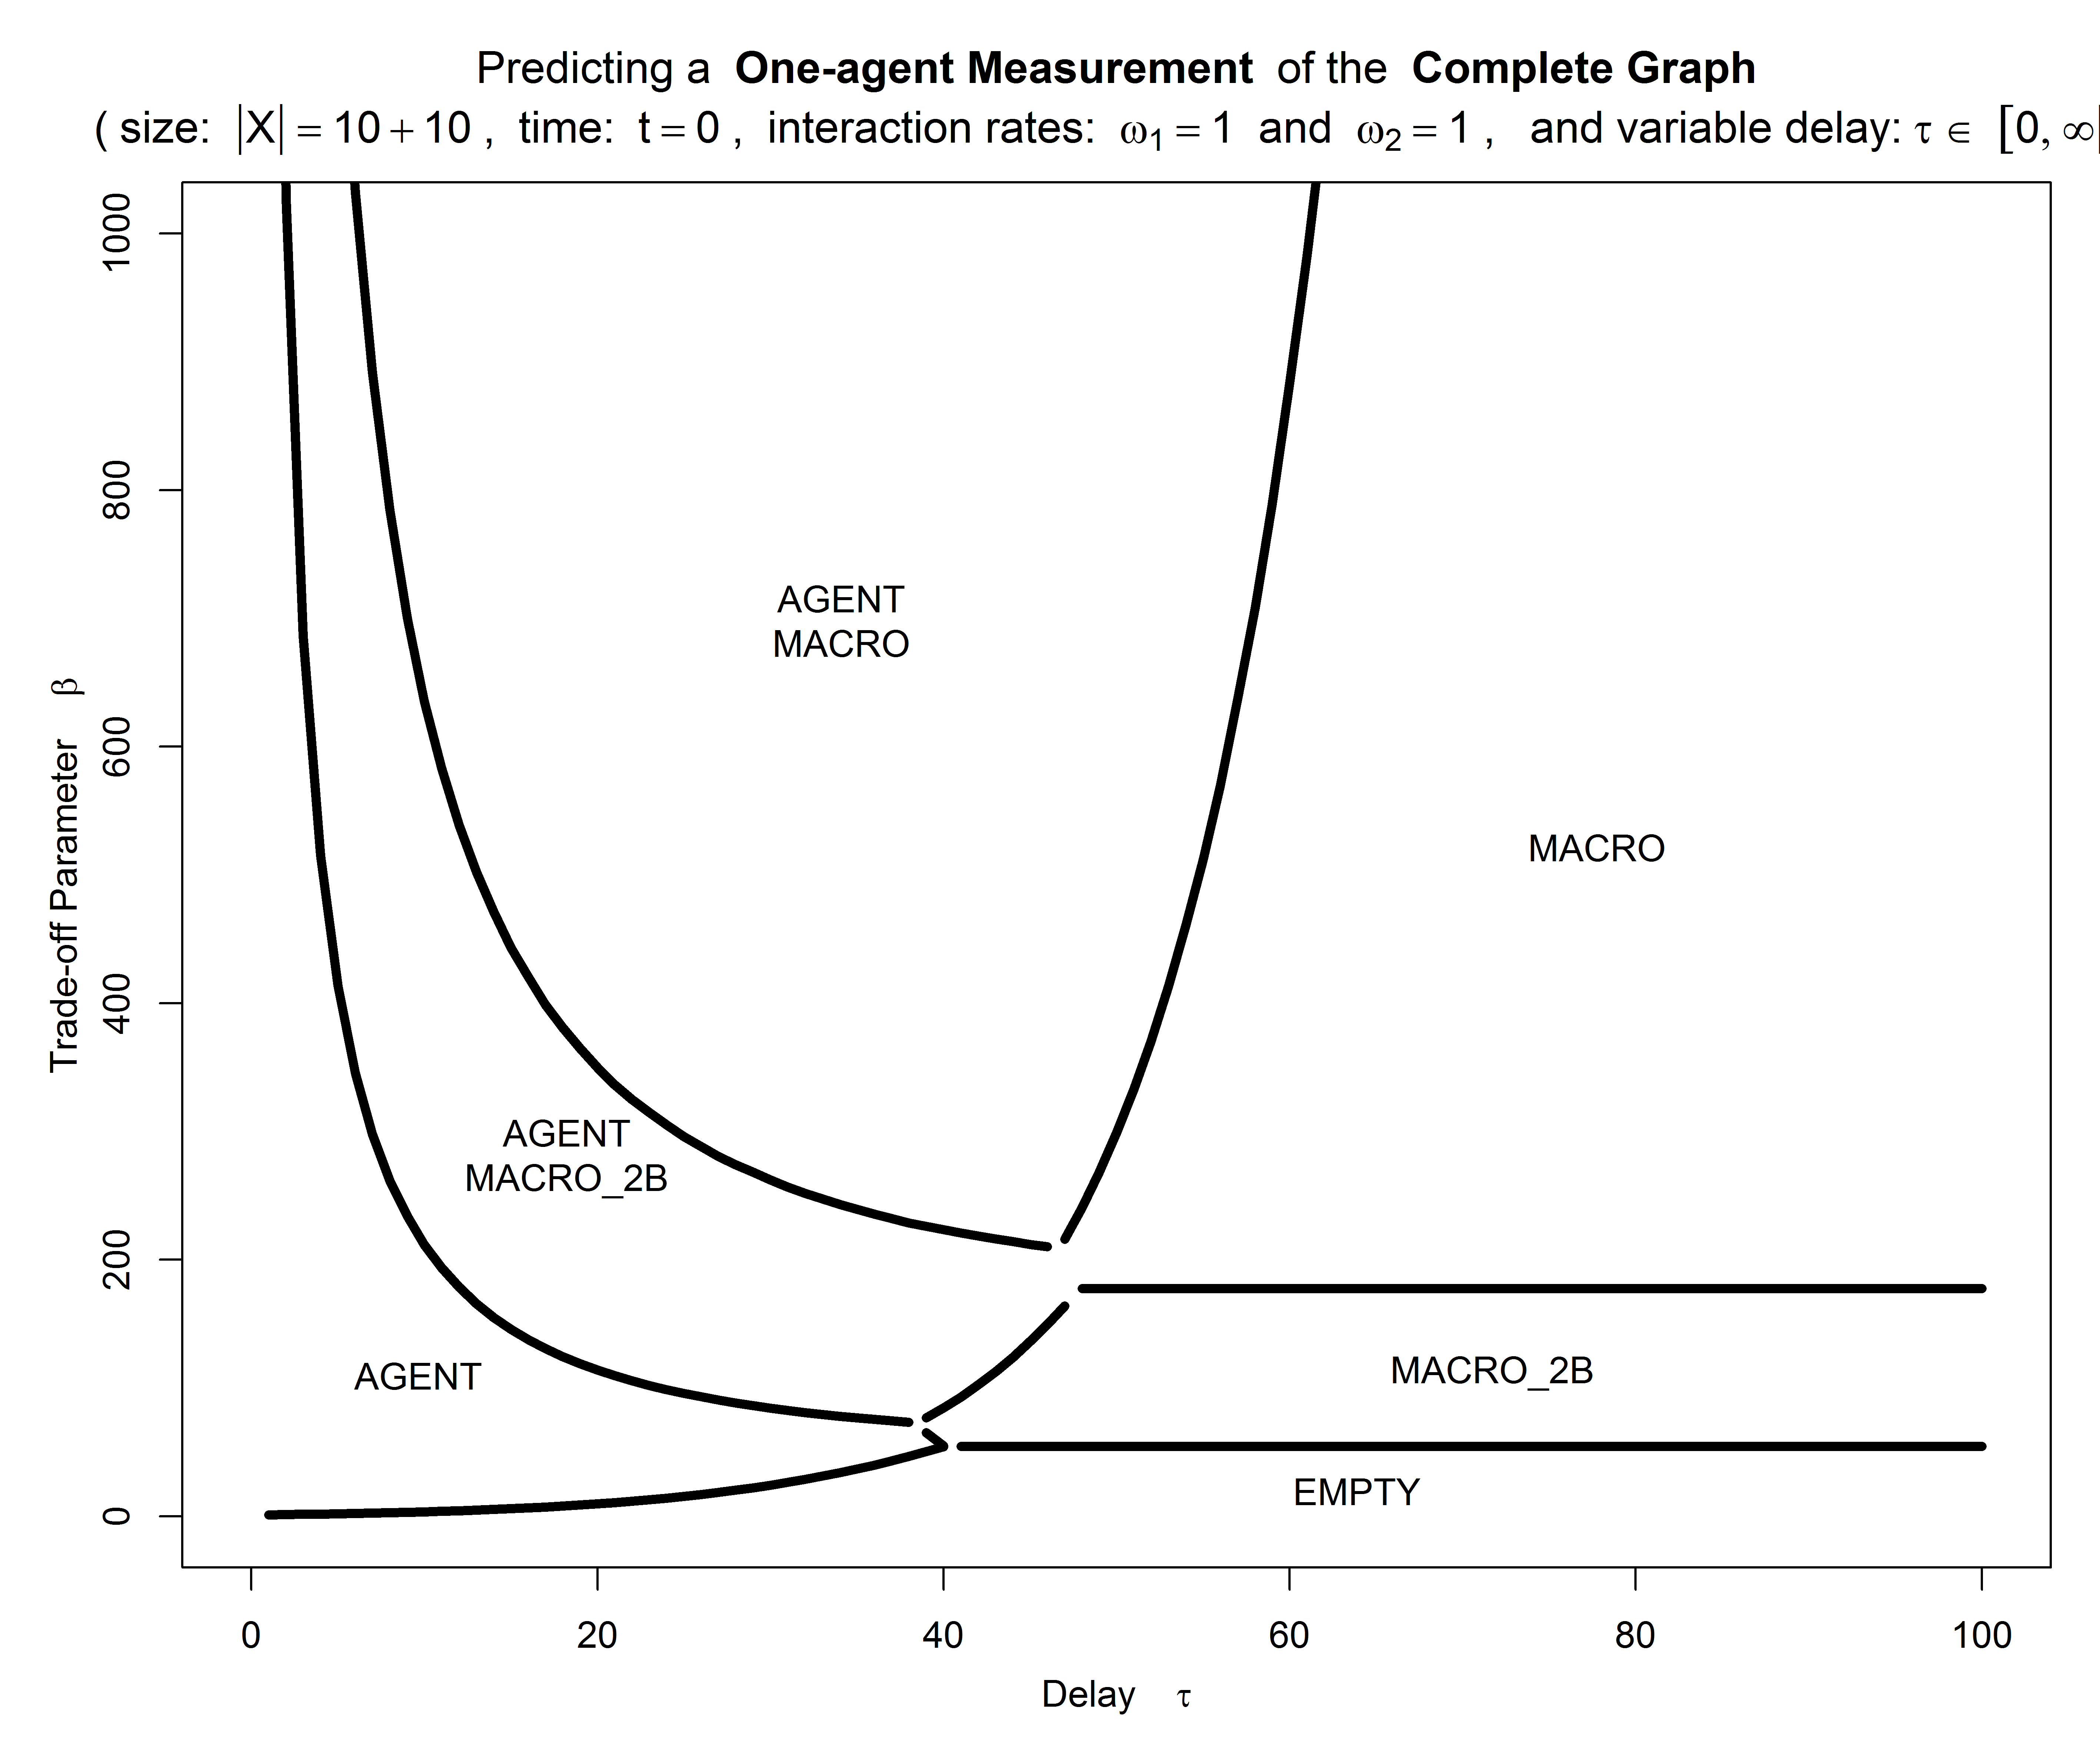 Predicting a One-agent Measurement of the Complete Graph
( size: |X| = 10 + 10 , time: t = 0 , interaction rates: ω1 = 1 and ω2 = 1 , and variable delay: τ ∈ [0, ∞[
Trade-off Parameter β
1000
800
600
400
200
0
AGENT
MACRO
MACRO
AGENT
MACRO_2B
AGENT
MACRO_2B
EMPTY
0 20 40 60 80 100
Delay τ